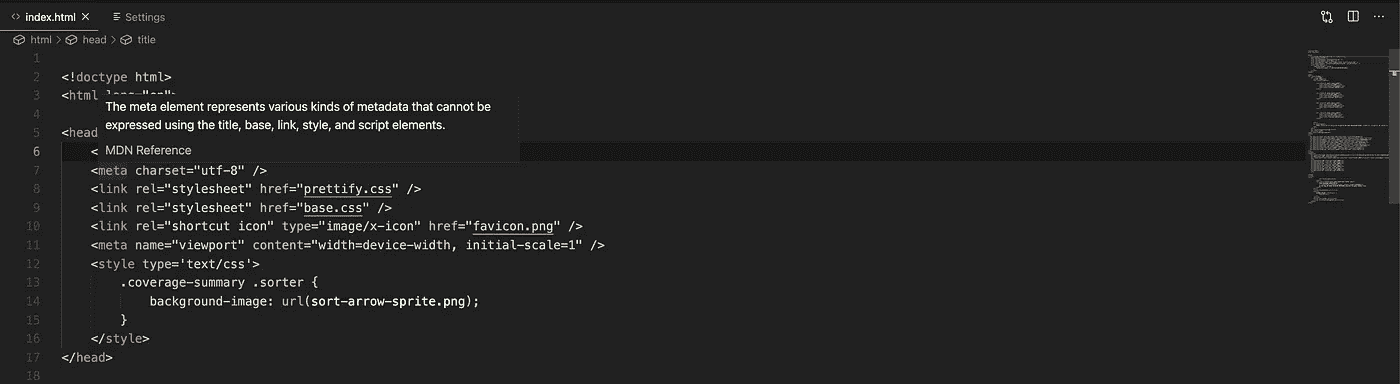 index.html
Settings
html > head > title
1
2 <!doctype html>
3 <html lang="en">
The meta element represents various kinds of metadata that cannot be
4
expressed using the title, base, link, style, and script elements.
5 <head
6 <
MDN Reference
7 <meta charset="utf-8" />
8 <link rel="stylesheet" href="prettify.css" />
9 <link rel="stylesheet" href="base.css" />
10 <link rel="shortcut icon" type="image/x-icon" href="favicon.png" />
11 <meta name="viewport" content="width=device-width, initial-scale=1" />
12 <style type='text/css'>
13 .coverage-summary .sorter {
14 background-image: url(sort-arrow-sprite.png);
15 }
16 </style>
17 </head>
18